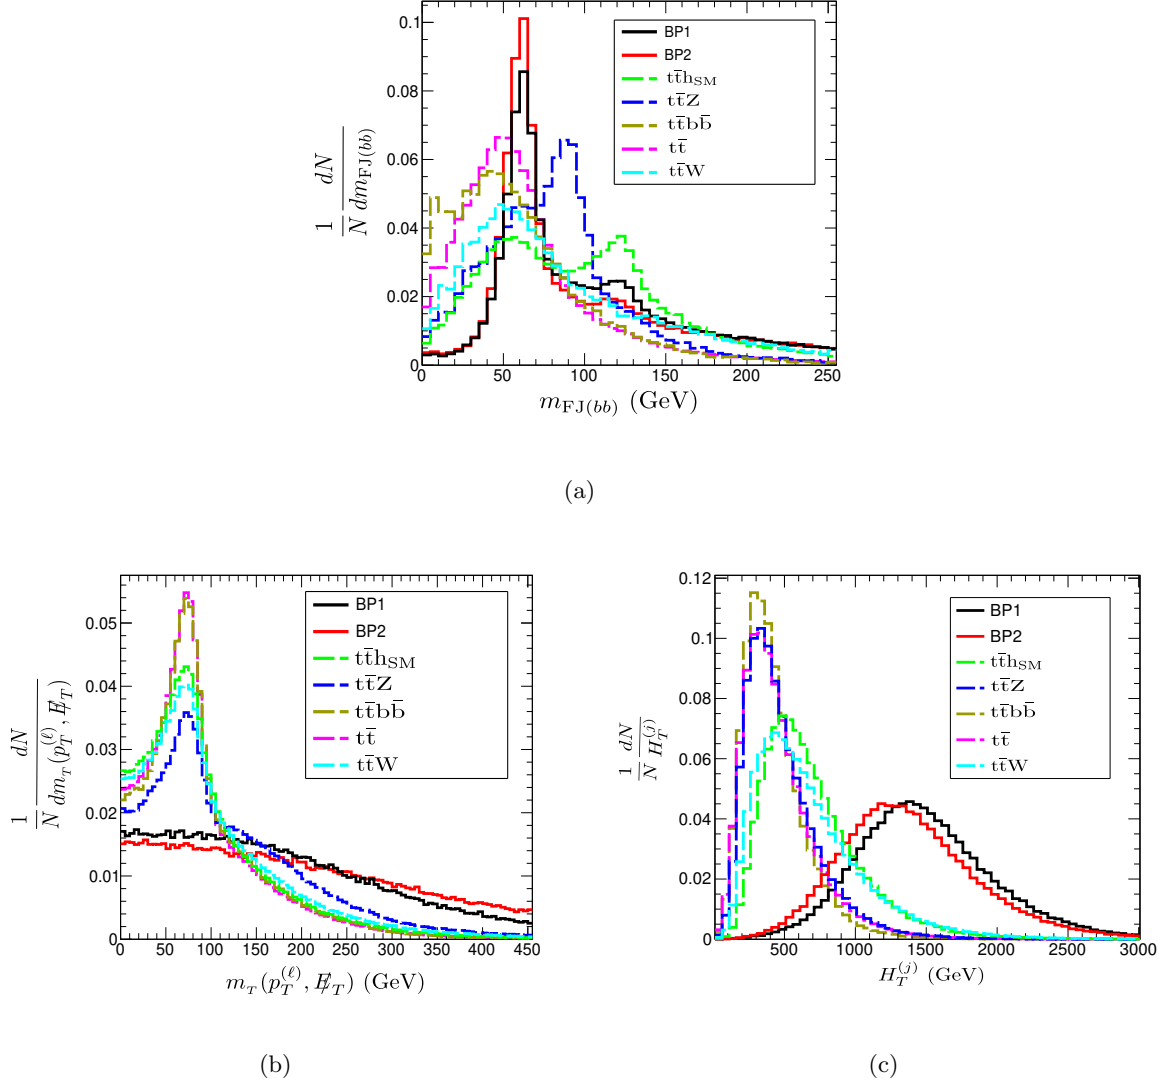 0.1
0.08
0.06
0.04
0.02
0
BP1
BP2
tt̄h_SM
tt̄Z
tt̄bb̄
tt̄
tt̄W
1/N dN/dm_FJ(bb)
0 50 100 150 200 250
m_FJ(bb) (GeV)
(a)
0.05
0.04
0.03
0.02
0.01
0
BP1
BP2
tt̄h_SM
tt̄Z
tt̄bb̄
tt̄
tt̄W
1/N dN/dm_T(p_T^(ℓ), E̸_T)
0 50 100 150 200 250 300 350 400 450
m_T(p_T^(ℓ), E̸_T) (GeV)
(b)
0.12
0.1
0.08
0.06
0.04
0.02
0
BP1
BP2
tt̄h_SM
tt̄Z
tt̄bb̄
tt̄
tt̄W
1/N dN/H_T^(j)
500 1000 1500 2000 2500 3000
H_T^(j) (GeV)
(c)